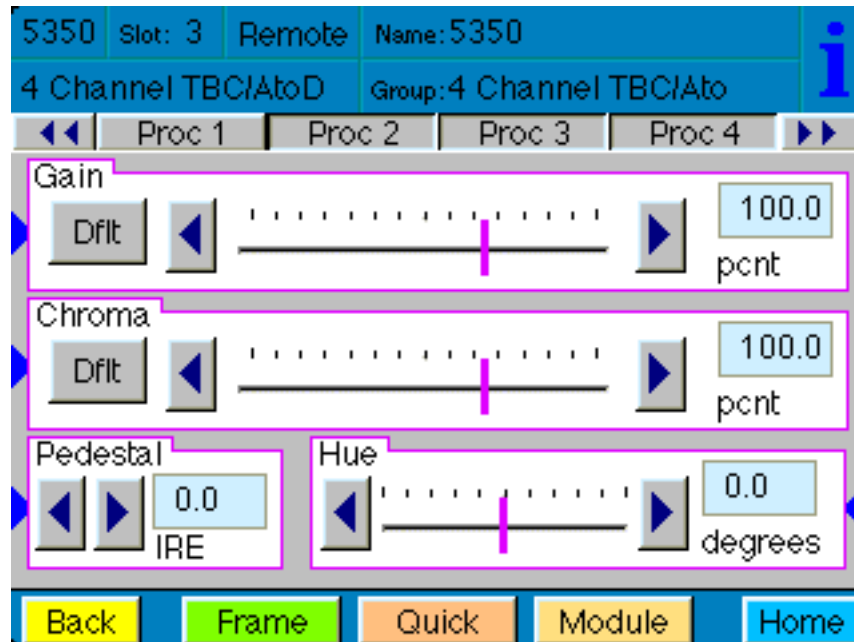 5350 Slot: 3 Remote Name:5350
4 Channel TBC/AtoD Group:4 Channel TBC/Ato
Proc 1 Proc 2 Proc 3 Proc 4
Gain
Dflt 100.0
pcnt
Chroma
Dflt 100.0
pcnt
Pedestal Hue
0.0 0.0
IRE degrees
Back Frame Quick Module Home